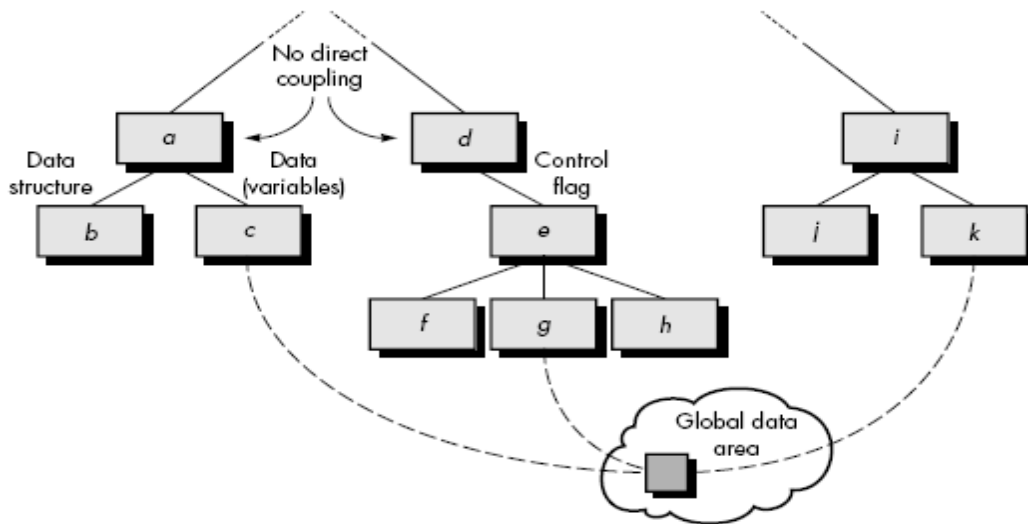 No direct
coupling
a
d
i
Data
structure
Data
(variables)
Control
flag
b
c
e
j
k
f
g
h
Global data
area